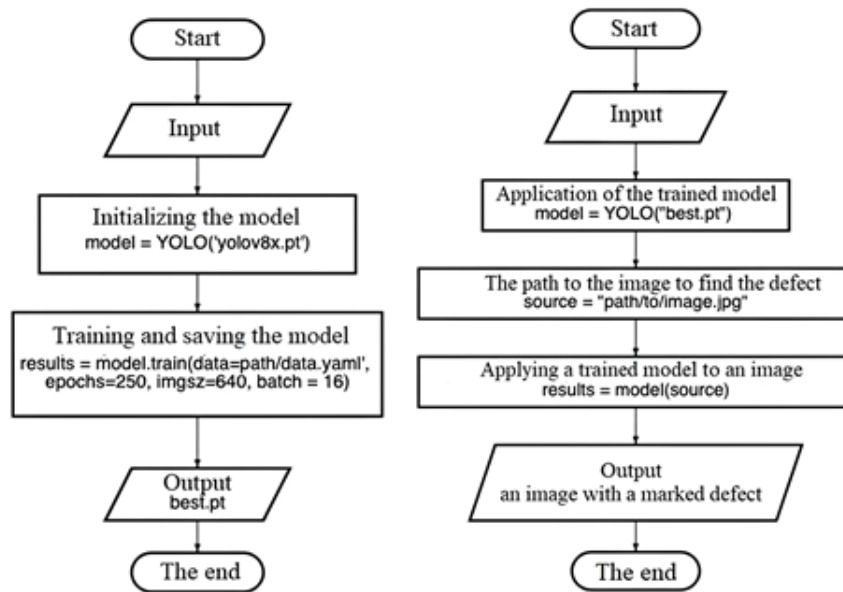 Start
Input
Initializing the model
model = YOLO('yolov8x.pt')
Training and saving the model
results = model.train(data=path/data.yaml',
epochs=250, imgsz=640, batch = 16)
Output
best.pt
The end
Start
Input
Application of the trained model
model = YOLO("best.pt")
The path to the image to find the defect
source = "path/to/image.jpg"
Applying a trained model to an image
results = model(source)
Output
an image with a marked defect
The end